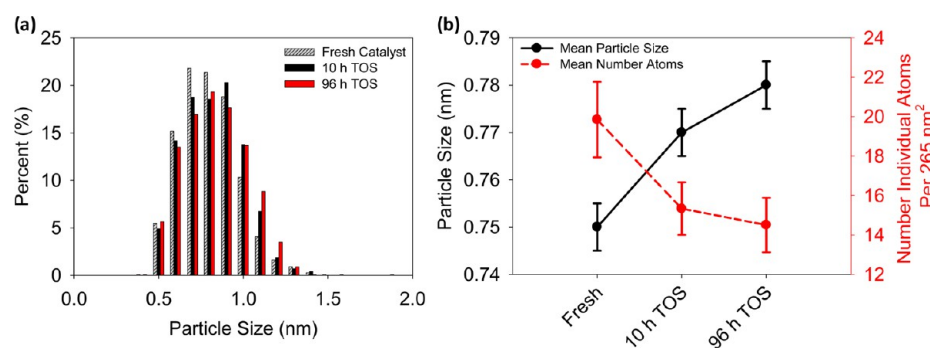 (a)
25
20
15
10
5
0
Percent (%)
Fresh Catalyst
10 h TOS
96 h TOS
0.0 0.5 1.0 1.5 2.0
Particle Size (nm)
(b)
0.79
0.78
0.77
0.76
0.75
0.74
Particle Size (nm)
Mean Particle Size
Mean Number Atoms
24
22
20
18
16
14
12
Number Individual Atoms
Per 265 nm²
Fresh
10 h TOS
96 h TOS